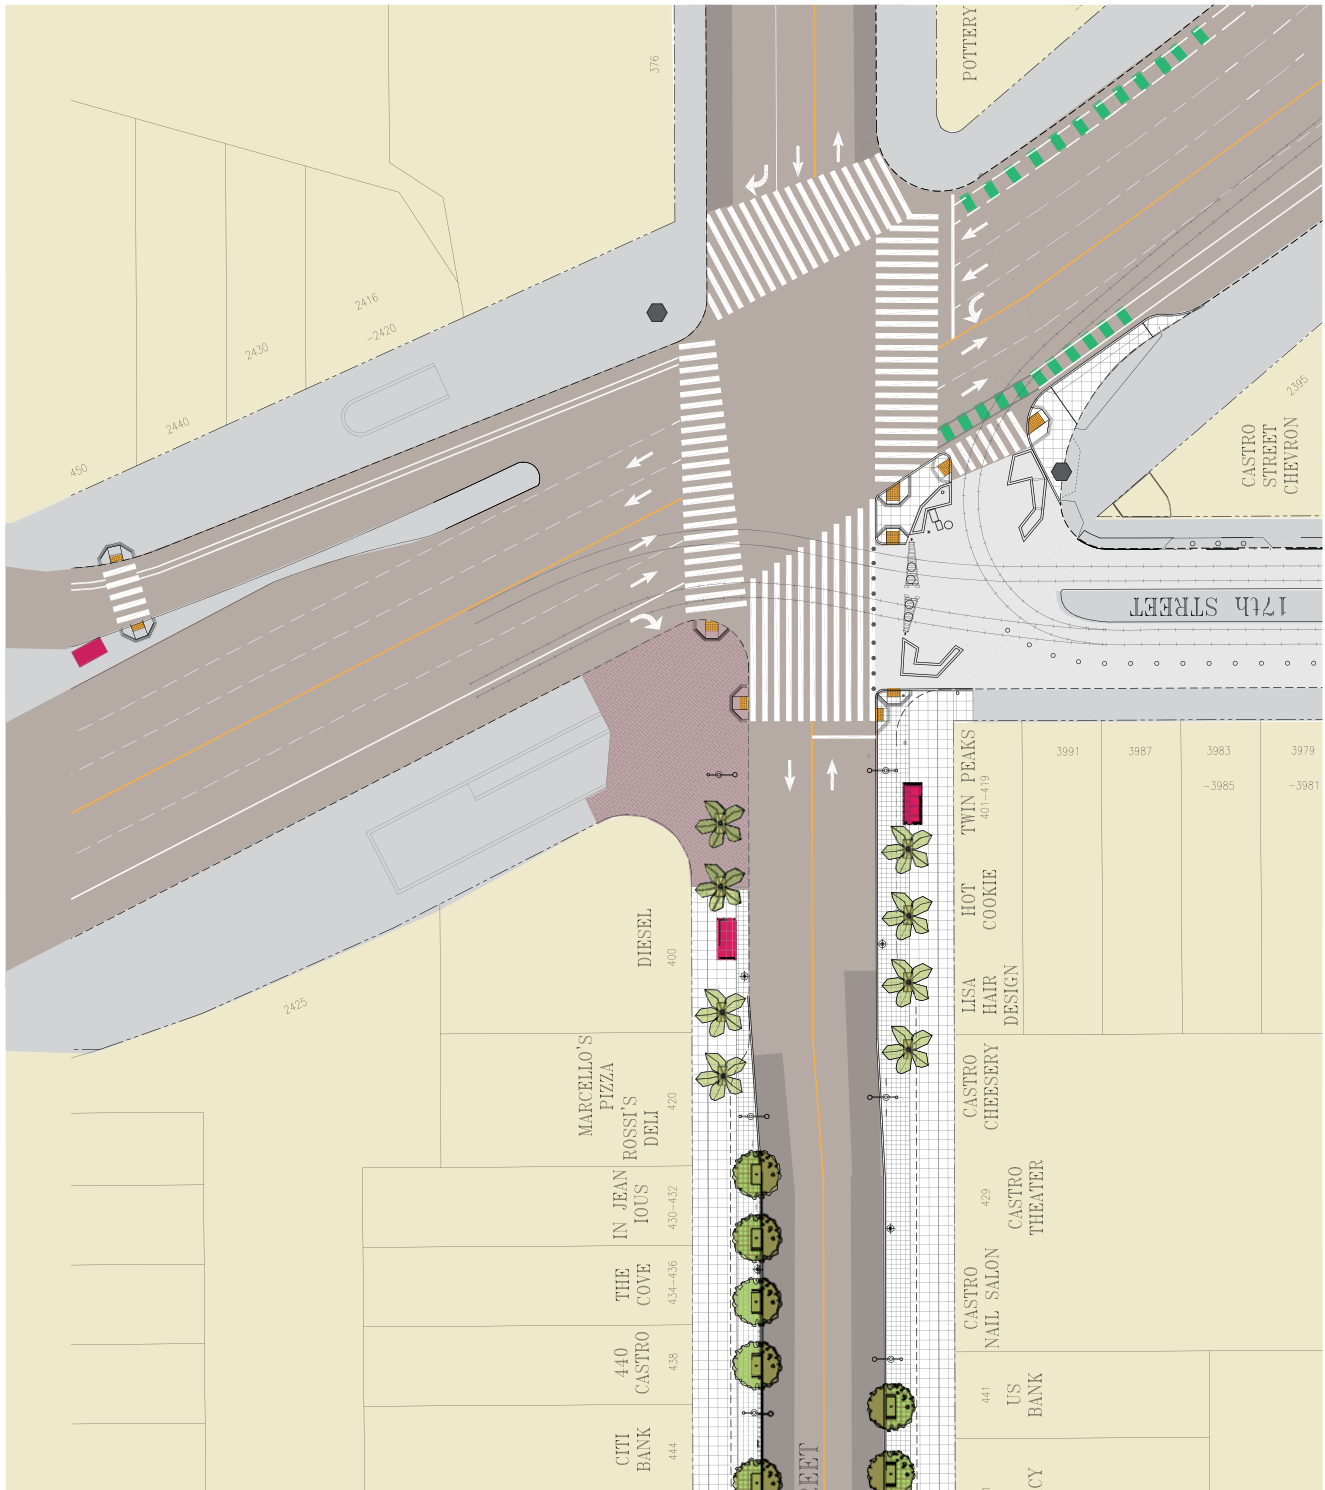 POTTERY
376
2416
-2420
2430
2440
450
2395
CASTRO
STREET
CHEVRON
17th STREET
TWIN PEAKS
401-419
3991
3987
3983
-3985
3979
-3981
HOT
COOKIE
DIESEL
400
LISA
HAIR
DESIGN
2425
MARCELLO'S
PIZZA
ROSSI'S
DELI
420
CASTRO
CHEESERY
IN JEAN
IOUS
430-432
429
CASTRO
THEATER
THE
COVE
434-436
CASTRO
NAIL SALON
440
CASTRO
438
441
US
BANK
CITI
BANK
444
REET
CY